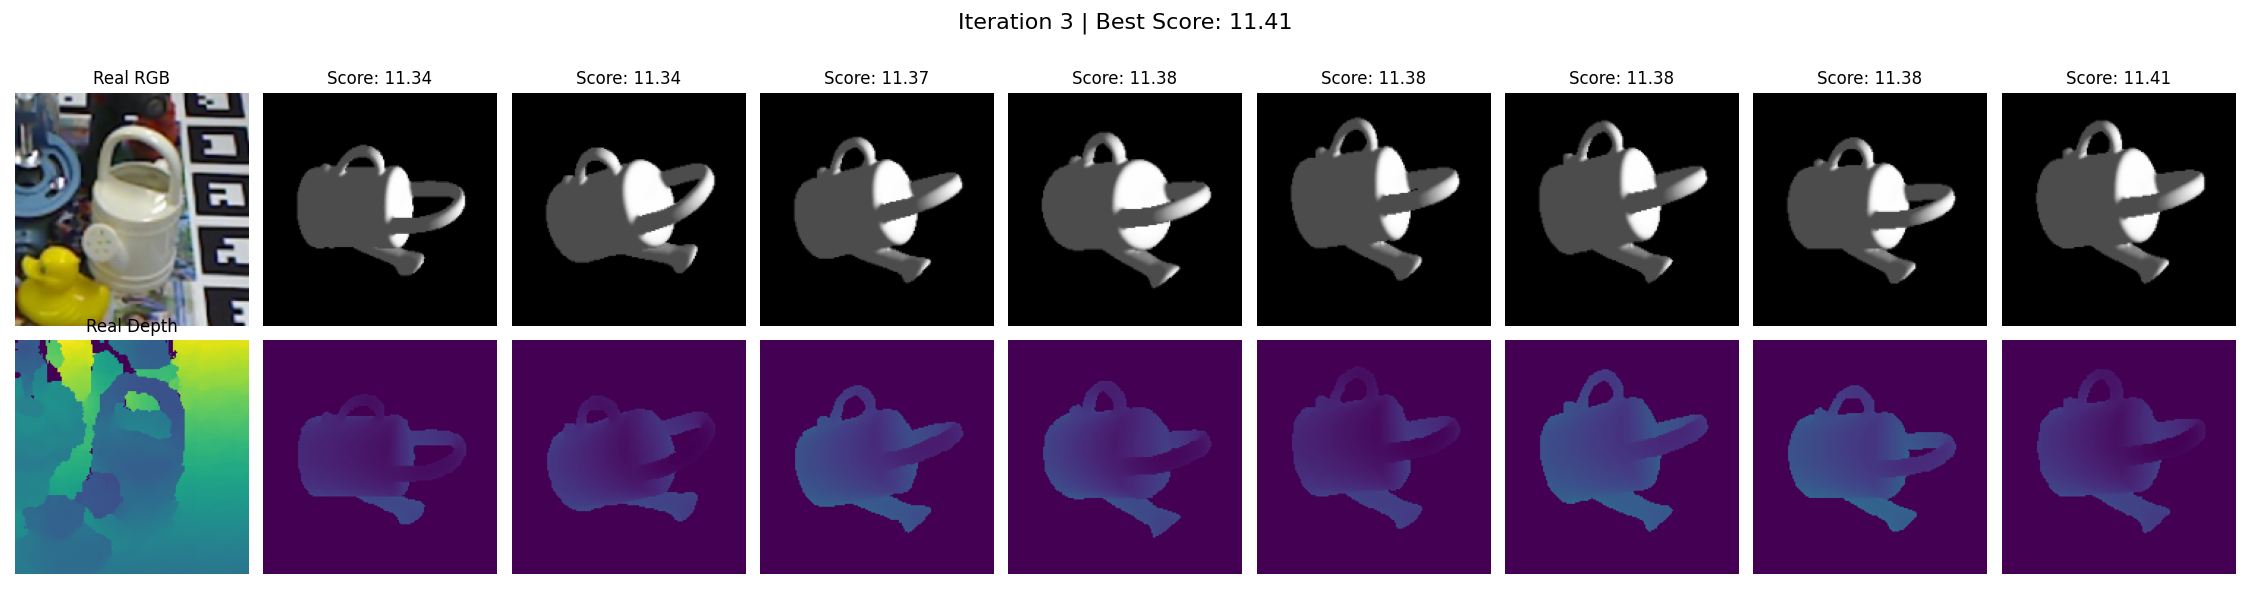 Iteration 3 | Best Score: 11.41
Real RGB
Score: 11.34
Score: 11.34
Score: 11.37
Score: 11.38
Score: 11.38
Score: 11.38
Score: 11.38
Score: 11.41
Real Depth